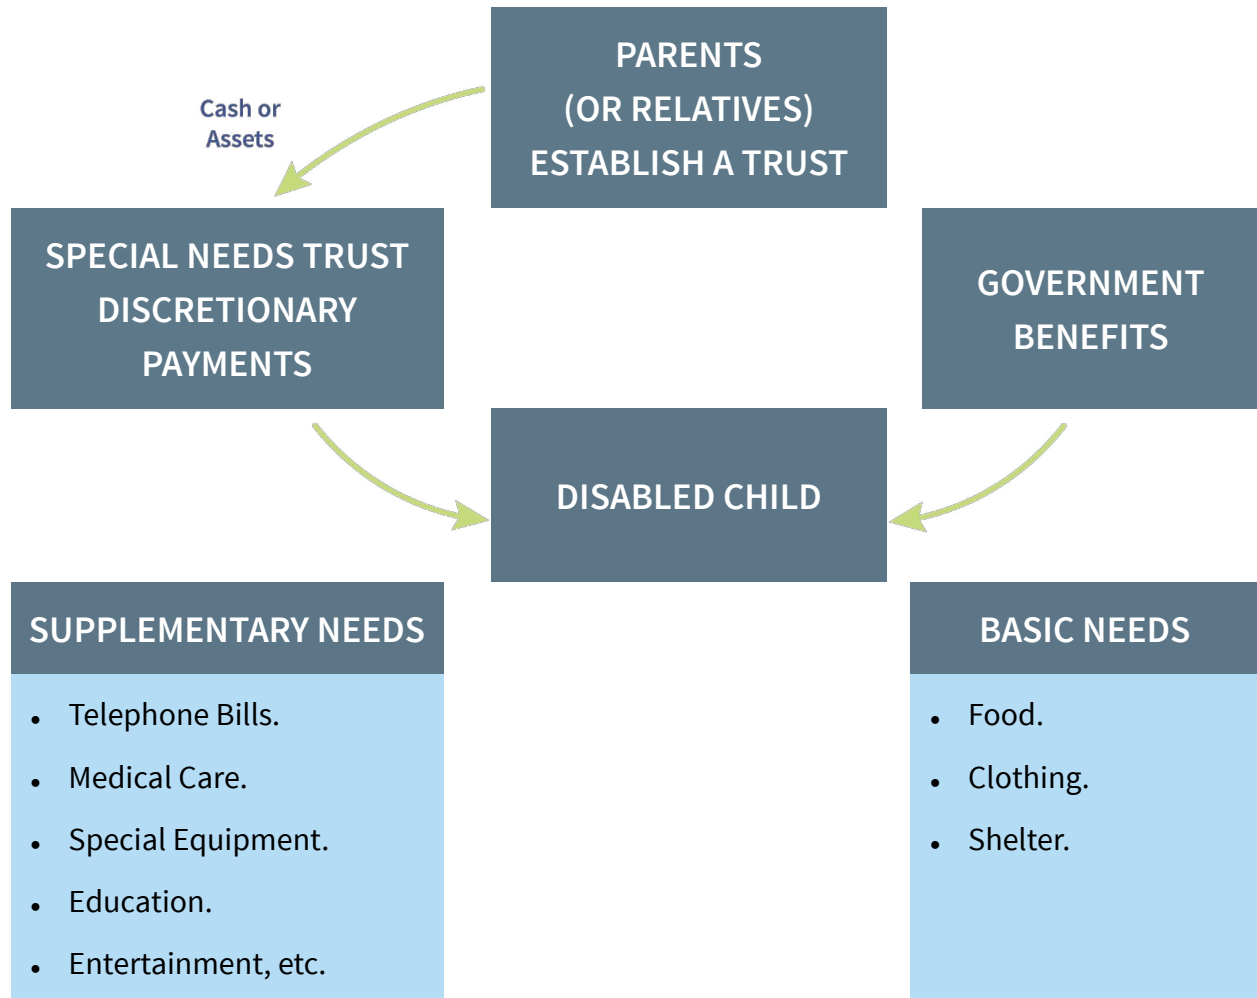 PARENTS
(OR RELATIVES)
ESTABLISH A TRUST
Cash or
Assets
SPECIAL NEEDS TRUST
DISCRETIONARY
PAYMENTS
GOVERNMENT
BENEFITS
DISABLED CHILD
SUPPLEMENTARY NEEDS
• Telephone Bills.
• Medical Care.
• Special Equipment.
• Education.
• Entertainment, etc.
BASIC NEEDS
• Food.
• Clothing.
• Shelter.